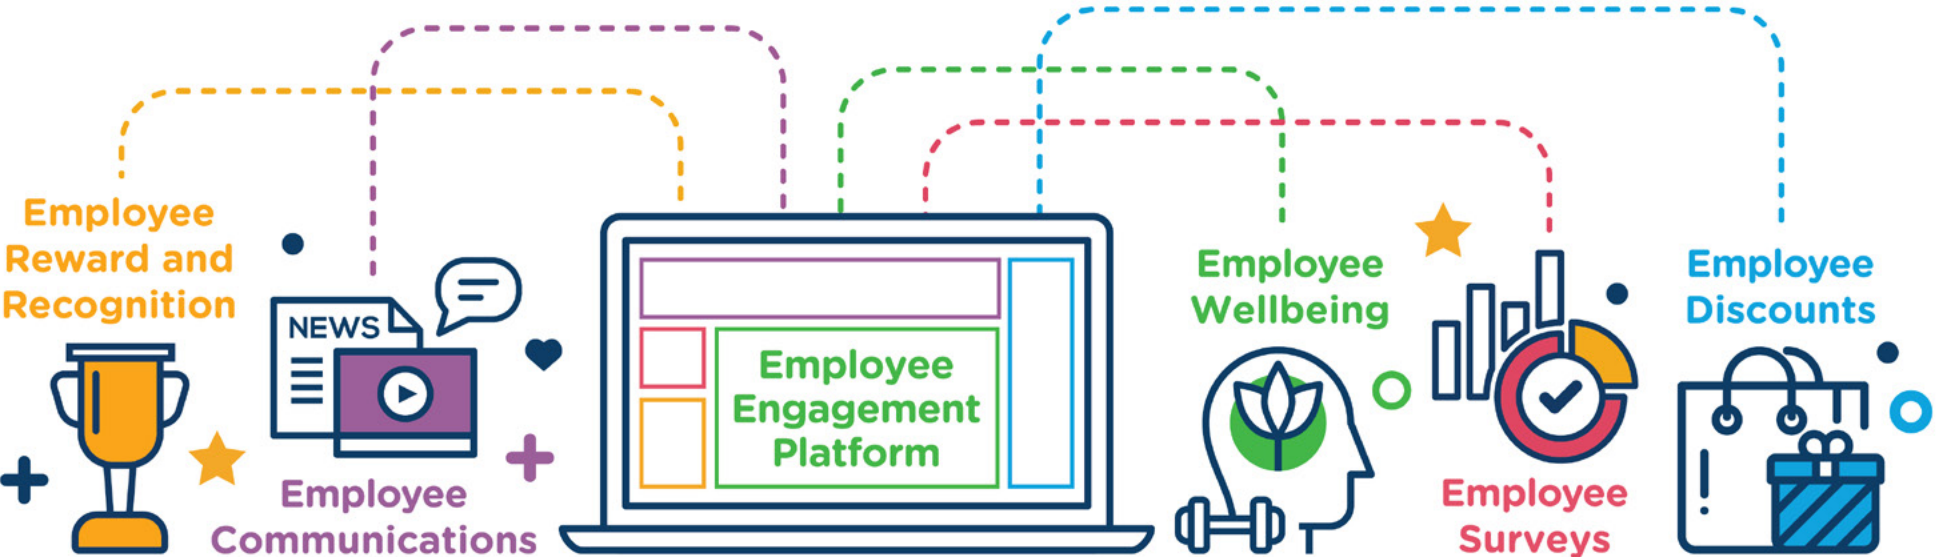 Employee
Reward and
Recognition
NEWS
Employee
Communications
Employee
Engagement
Platform
Employee
Wellbeing
Employee
Surveys
Employee
Discounts